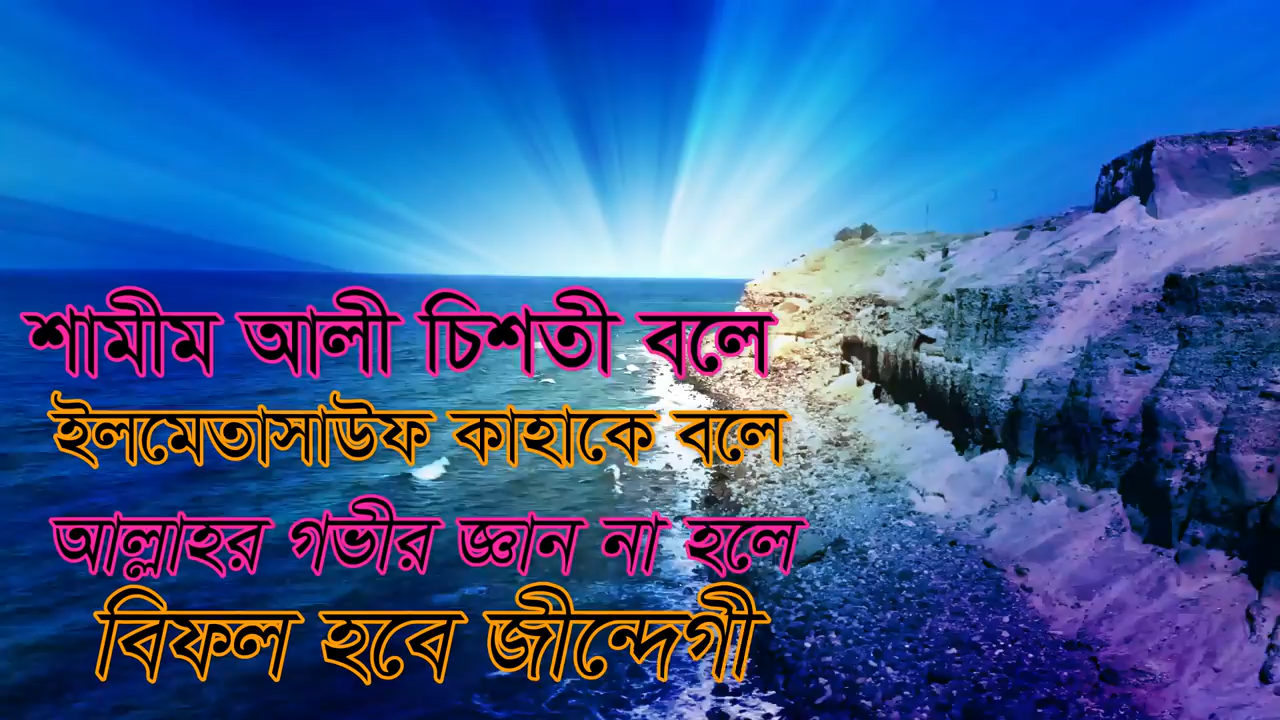 শামীম আলী চিশতী বলে
ইলমেতাসাউফ কাহাকে বলে
আল্লাহর গভীর জ্ঞান না হলে
বিফল হবে জীন্দেগী